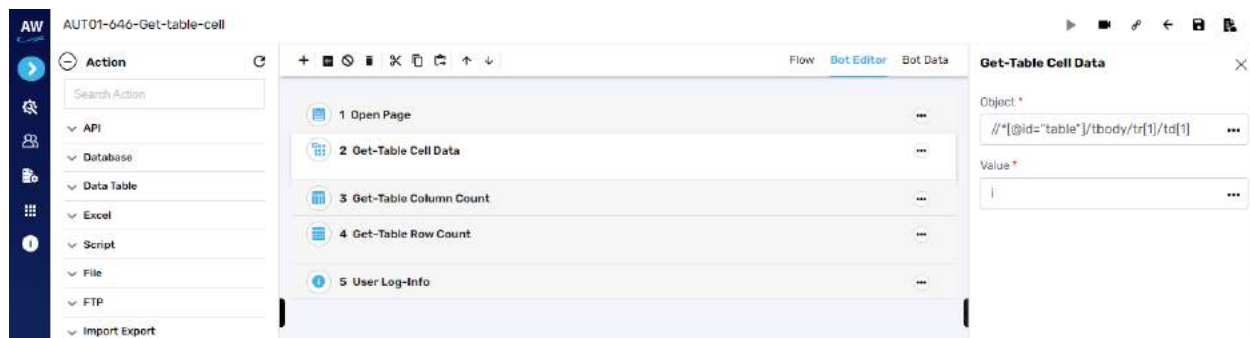 AW
AUT01-646-Get-table-cell
Action
Search Action
API
Database
Data Table
Excel
Script
File
FTP
Import Export
Flow Bot Editor Bot Data
1 Open Page
2 Get-Table Cell Data
3 Get-Table Column Count
4 Get-Table Row Count
5 User Log-Info
Get-Table Cell Data
Object *
//*[@id="table"]/tbody/tr[1]/td[1]
Value *
i